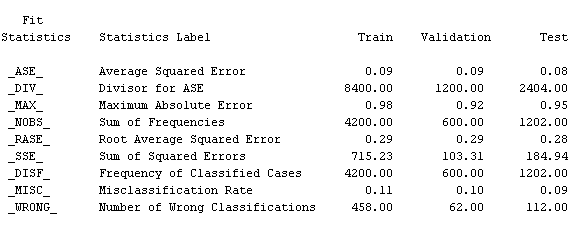 Fit
Statistics Statistics Label Train Validation Test
_ASE_ Average Squared Error 0.09 0.09 0.08
_DIV_ Divisor for ASE 8400.00 1200.00 2404.00
_MAX_ Maximum Absolute Error 0.98 0.92 0.95
_NOBS_ Sum of Frequencies 4200.00 600.00 1202.00
_RASE_ Root Average Squared Error 0.29 0.29 0.28
_SSE_ Sum of Squared Errors 715.23 103.31 184.94
_DISF_ Frequency of Classified Cases 4200.00 600.00 1202.00
_MISC_ Misclassification Rate 0.11 0.10 0.09
_WRONG_ Number of Wrong Classifications 458.00 62.00 112.00